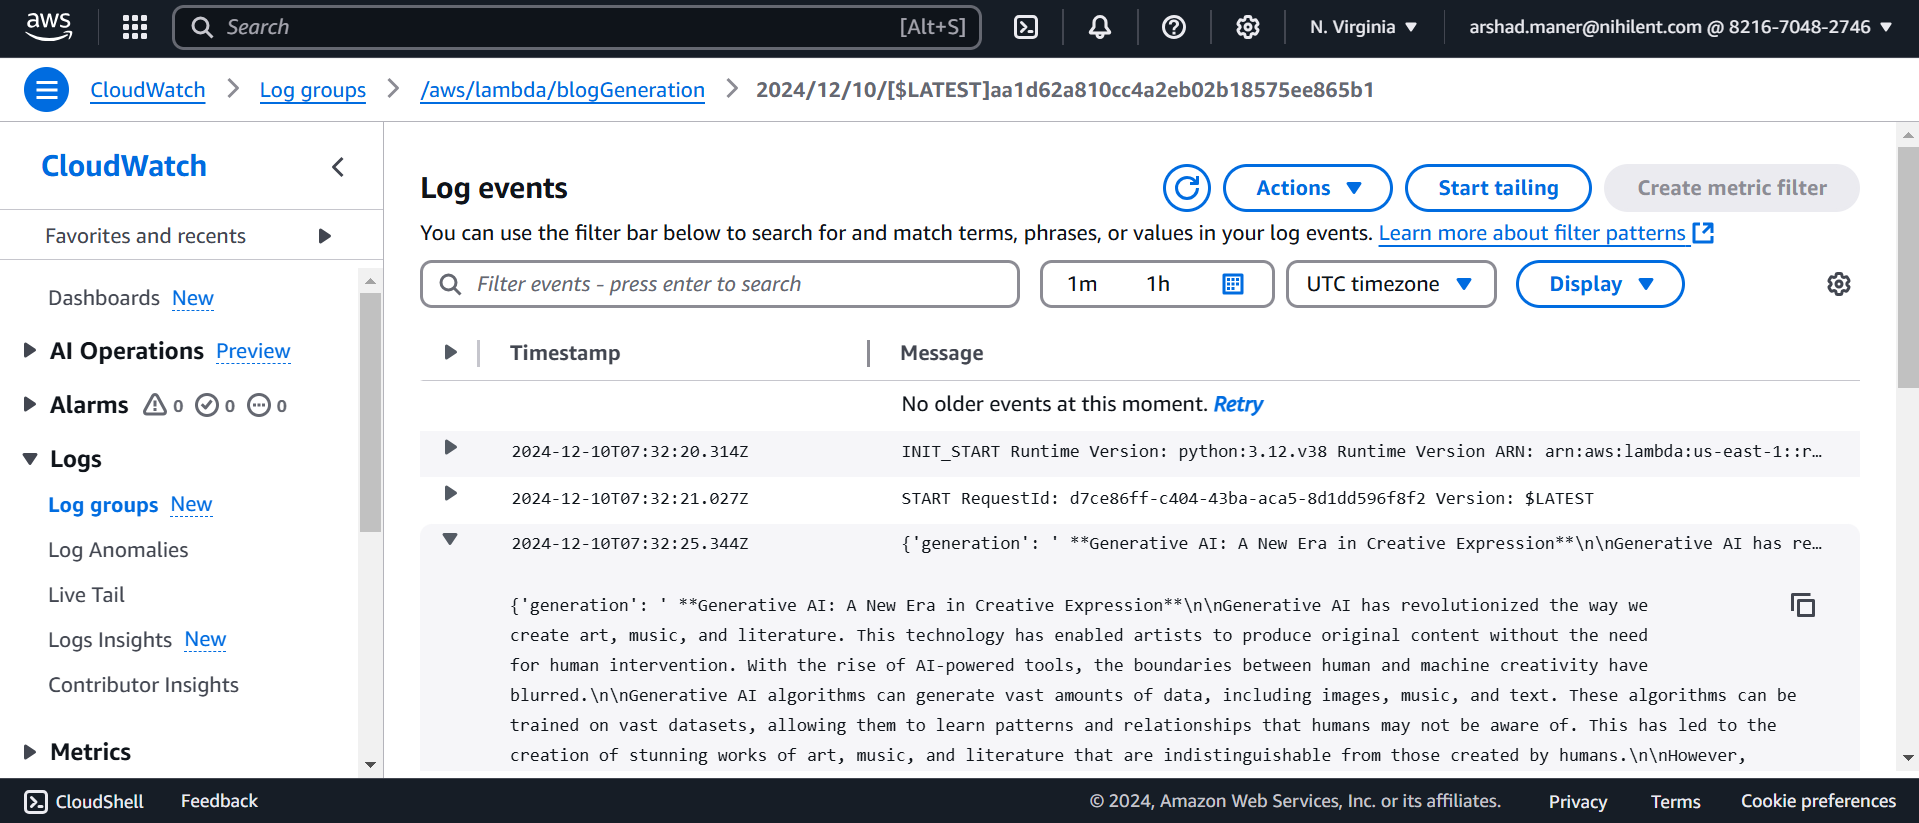 aws
Search [Alt+S] N. Virginia arshad.maner@nihilent.com @ 8216-7048-2746
CloudWatch Log groups /aws/lambda/blogGeneration 2024/12/10/[$LATEST]aa1d62a810cc4a2eb02b18575ee865b1
CloudWatch
Favorites and recents
Dashboards New
AI Operations Preview
Alarms 0 0 0
Logs
Log groups New
Log Anomalies
Live Tail
Logs Insights New
Contributor Insights
Metrics
Log events
Actions Start tailing Create metric filter
You can use the filter bar below to search for and match terms, phrases, or values in your log events. Learn more about filter patterns
Filter events - press enter to search 1m 1h UTC timezone Display
Timestamp Message
No older events at this moment. Retry
2024-12-10T07:32:20.314Z INIT_START Runtime Version: python:3.12.v38 Runtime Version ARN: arn:aws:lambda:us-east-1::r…
2024-12-10T07:32:21.027Z START RequestId: d7ce86ff-c404-43ba-aca5-8d1dd596f8f2 Version: $LATEST
2024-12-10T07:32:25.344Z {'generation': ' **Generative AI: A New Era in Creative Expression**\n\nGenerative AI has re…
{'generation': ' **Generative AI: A New Era in Creative Expression**\n\nGenerative AI has revolutionized the way we
create art, music, and literature. This technology has enabled artists to produce original content without the need
for human intervention. With the rise of AI-powered tools, the boundaries between human and machine creativity have
blurred.\n\nGenerative AI algorithms can generate vast amounts of data, including images, music, and text. These algorithms can be
trained on vast datasets, allowing them to learn patterns and relationships that humans may not be aware of. This has led to the
creation of stunning works of art, music, and literature that are indistinguishable from those created by humans.\n\nHowever,
CloudShell Feedback © 2024, Amazon Web Services, Inc. or its affiliates. Privacy Terms Cookie preferences